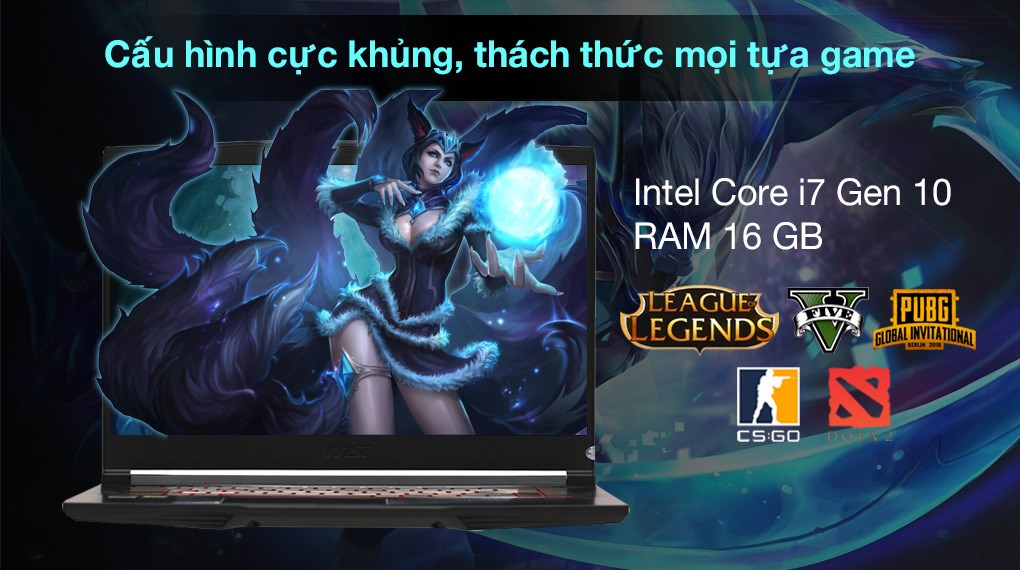 Cấu hình cực khủng, thách thức mọi tựa game
Intel Core i7 Gen 10
RAM 16 GB
LEAGUE OF
LEGENDS
V
FIVE
PUBG
GLOBAL INVITATIONAL
BERLIN 2018
CS:GO
DOTA 2
msi